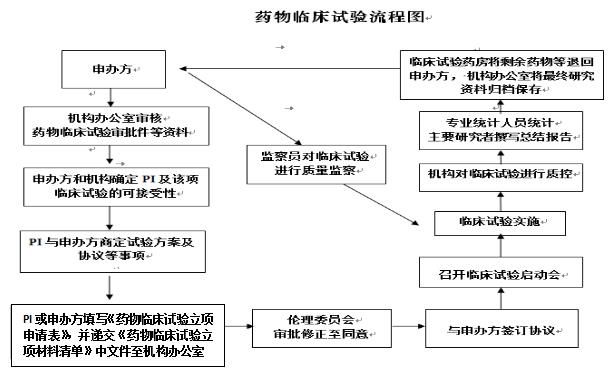 药物临床试验流程图
申办方
机构办公室审核
药物临床试验审批件等资料
申办方和机构确定 PI 及该项
临床试验的可接受性
PI 与申办方商定试验方案及
协议等事项
PI 或申办方填写《药物临床试验立项
申请表》，并递交《药物临床试验立
项材料清单》中文件至机构办公室
伦理委员会
审批修正至同意
与申办方签订协议
召开临床试验启动会
临床试验实施
监察员对临床试验
进行质量监察
机构对临床试验进行质控
专业统计人员统计
主要研究者撰写总结报告
临床试验药房将剩余药物等退回
申办方，机构办公室将最终研究
资料归档保存